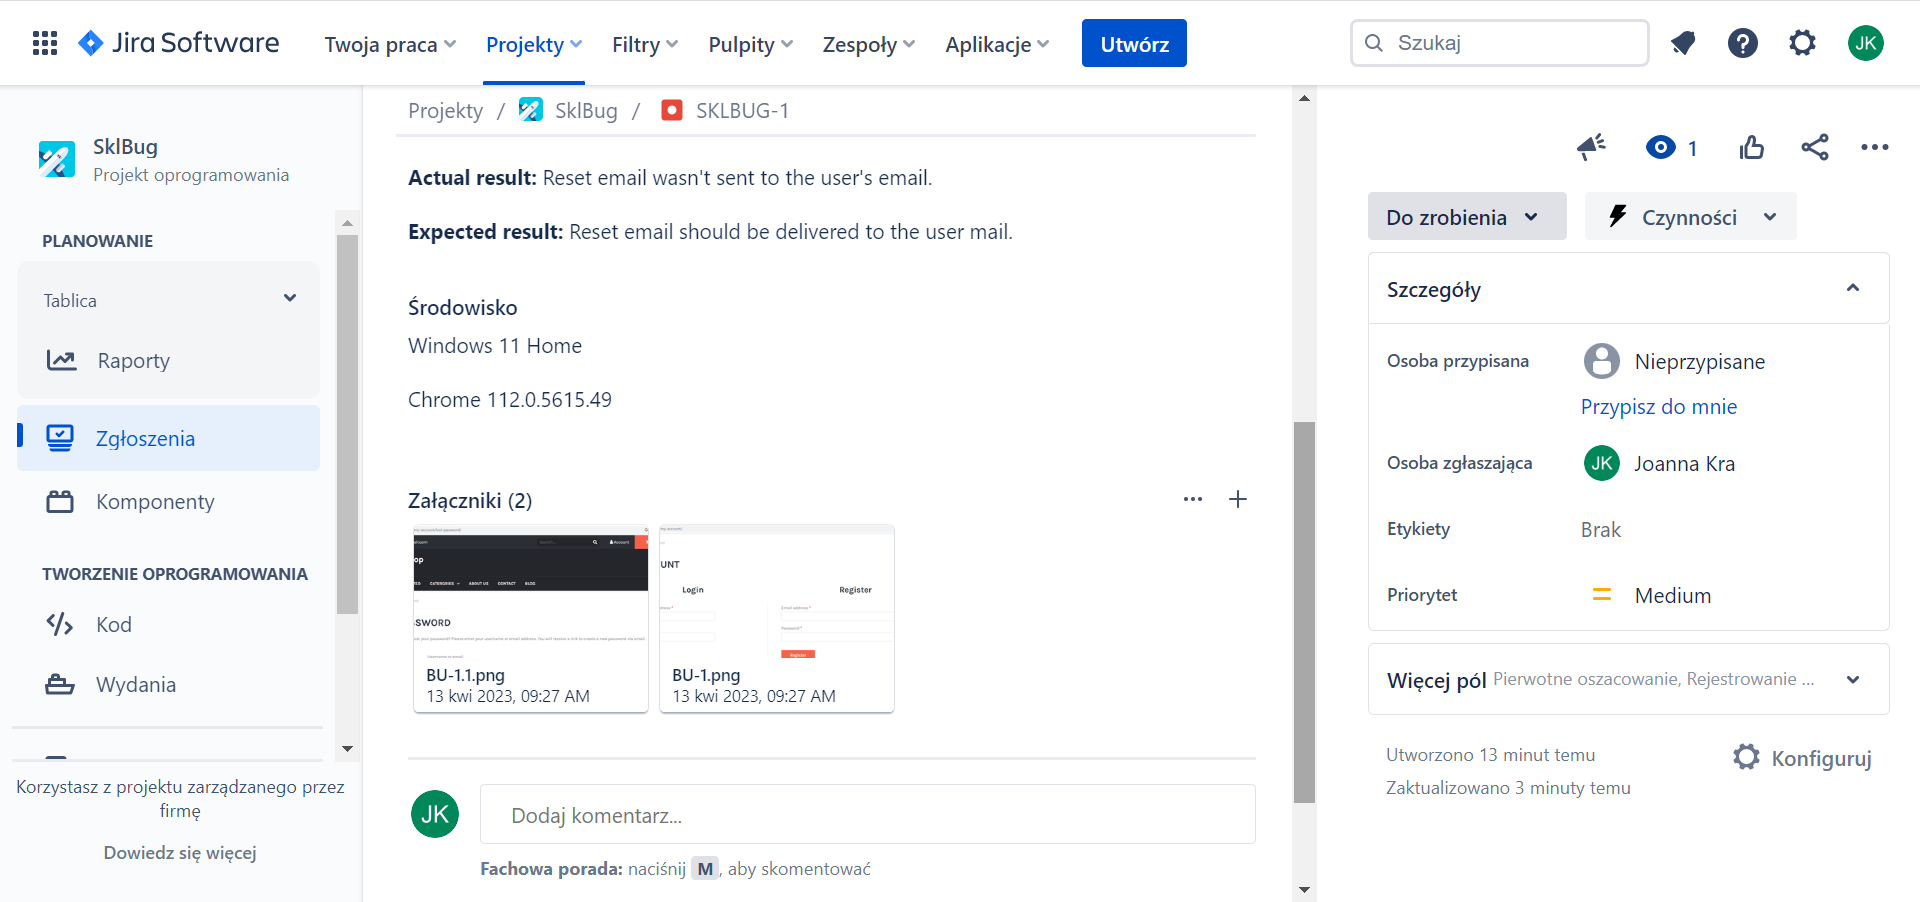 Jira Software
Twoja praca
Projekty
Filtry
Pulpity
Zespoły
Aplikacje
Utwórz
Szukaj
JK
SklBug
Projekt oprogramowania
PLANOWANIE
Tablica
Raporty
Zgłoszenia
Komponenty
TWORZENIE OPROGRAMOWANIA
Kod
Wydania
Korzystasz z projektu zarządzanego przez
firmę
Dowiedz się więcej
Projekty / SklBug / SKLBUG-1
Actual result: Reset email wasn't sent to the user's email.
Expected result: Reset email should be delivered to the user mail.
Środowisko
Windows 11 Home
Chrome 112.0.5615.49
Załączniki (2)
SWORD
BU-1.1.png
13 kwi 2023, 09:27 AM
UNT
Login
Register
Email address *
Password *
Register
BU-1.png
13 kwi 2023, 09:27 AM
JK
Dodaj komentarz...
Fachowa porada: naciśnij M, aby skomentować
1
Do zrobienia
Czynności
Szczegóły
Osoba przypisana
Nieprzypisane
Przypisz do mnie
Osoba zgłaszająca
JK Joanna Kra
Etykiety
Brak
Priorytet
Medium
Więcej pól Pierwotne oszacowanie, Rejestrowanie ...
Utworzono 13 minut temu
Zaktualizowano 3 minuty temu
Konfiguruj